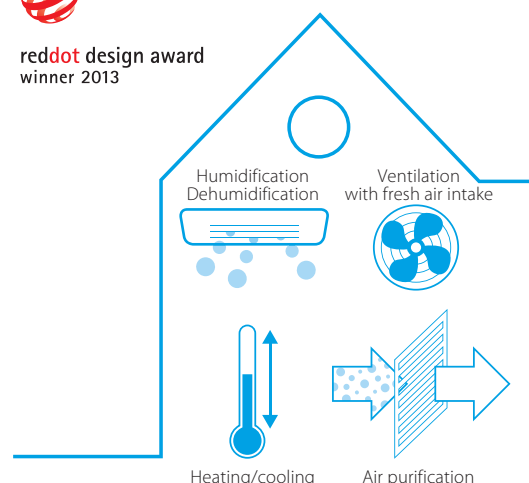 reddot design award
winner 2013
Humidification
Dehumidification
Ventilation
with fresh air intake
Heating/cooling
Air purification